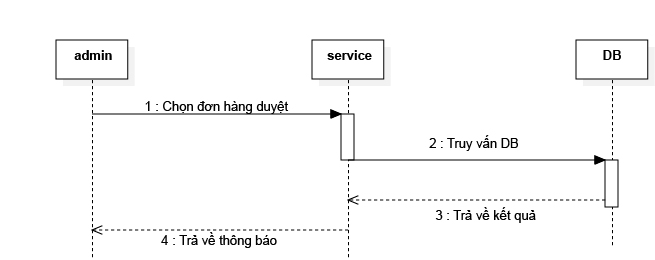 admin
service
DB
1 : Chọn đơn hàng duyệt
2 : Truy vấn DB
3 : Trả về kết quả
4 : Trả về thông báo